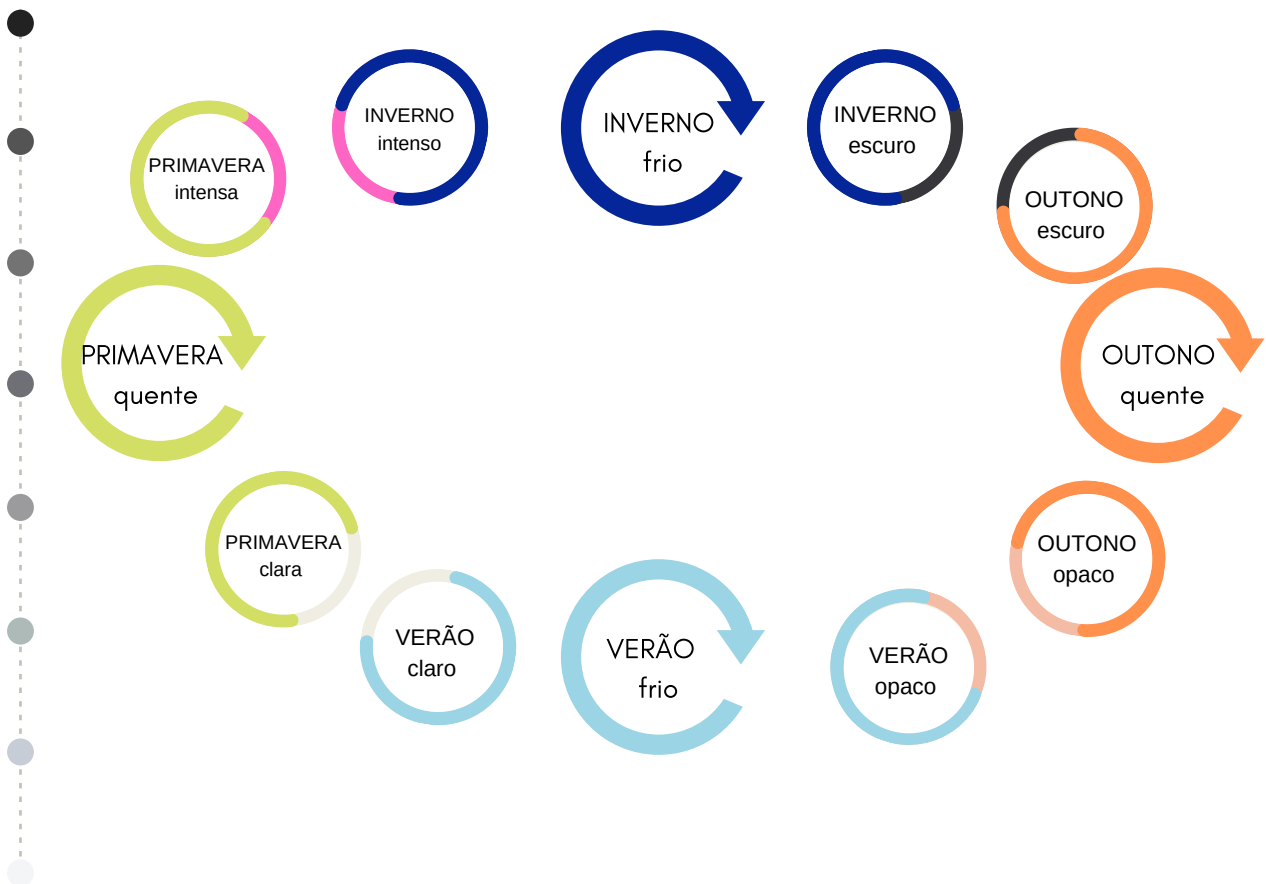 INVERNO
intenso
INVERNO
frio
INVERNO
escuro
PRIMAVERA
intensa
OUTONO
escuro
PRIMAVERA
quente
OUTONO
quente
PRIMAVERA
clara
OUTONO
opaco
VERÃO
claro
VERÃO
frio
VERÃO
opaco